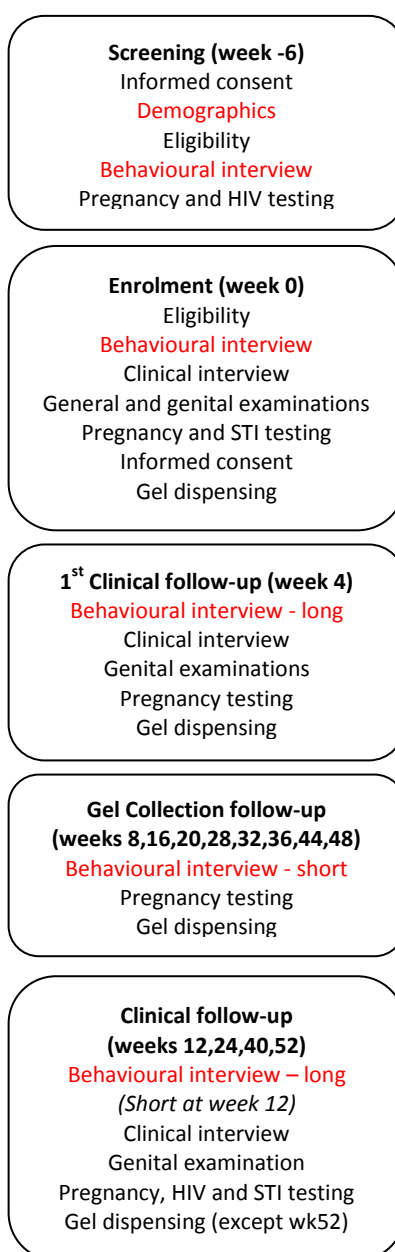 Screening (week -6)
Informed consent
Demographics
Eligibility
Behavioural interview
Pregnancy and HIV testing
Enrolment (week 0)
Eligibility
Behavioural interview
Clinical interview
General and genital examinations
Pregnancy and STI testing
Informed consent
Gel dispensing
1st Clinical follow-up (week 4)
Behavioural interview - long
Clinical interview
Genital examinations
Pregnancy testing
Gel dispensing
Gel Collection follow-up
(weeks 8,16,20,28,32,36,44,48)
Behavioural interview - short
Pregnancy testing
Gel dispensing
Clinical follow-up
(weeks 12,24,40,52)
Behavioural interview – long
(Short at week 12)
Clinical interview
Genital examination
Pregnancy, HIV and STI testing
Gel dispensing (except wk52)